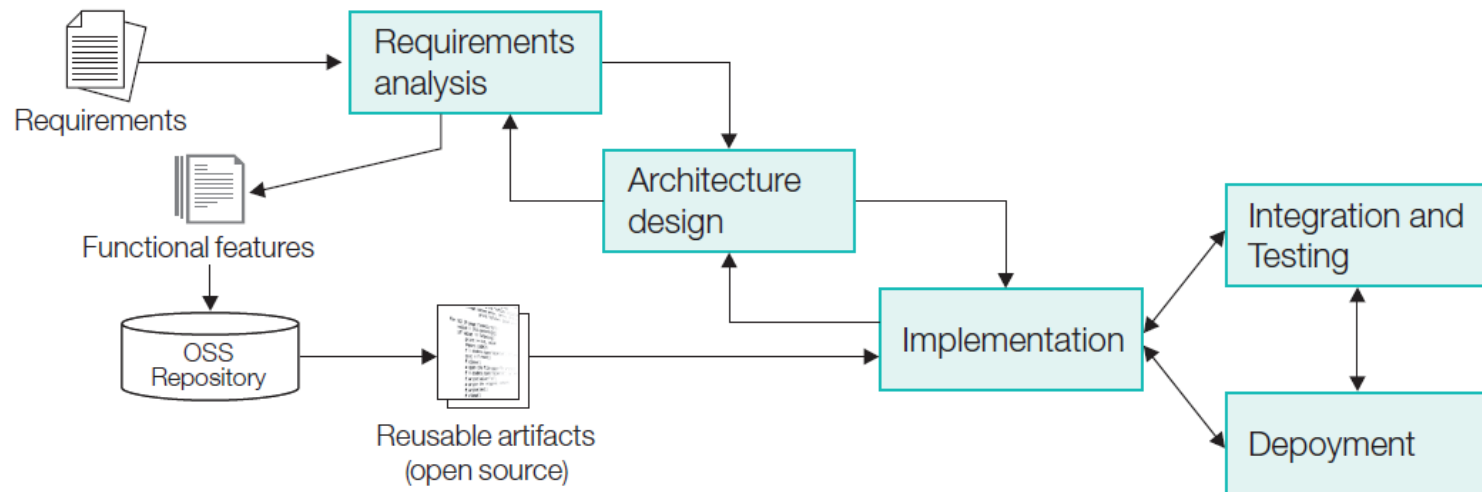 Requirements
analysis
Requirements
Architecture
design
Functional features
Integration and
Testing
OSS
Repository
Implementation
Reusable artifacts
(open source)
Depoyment